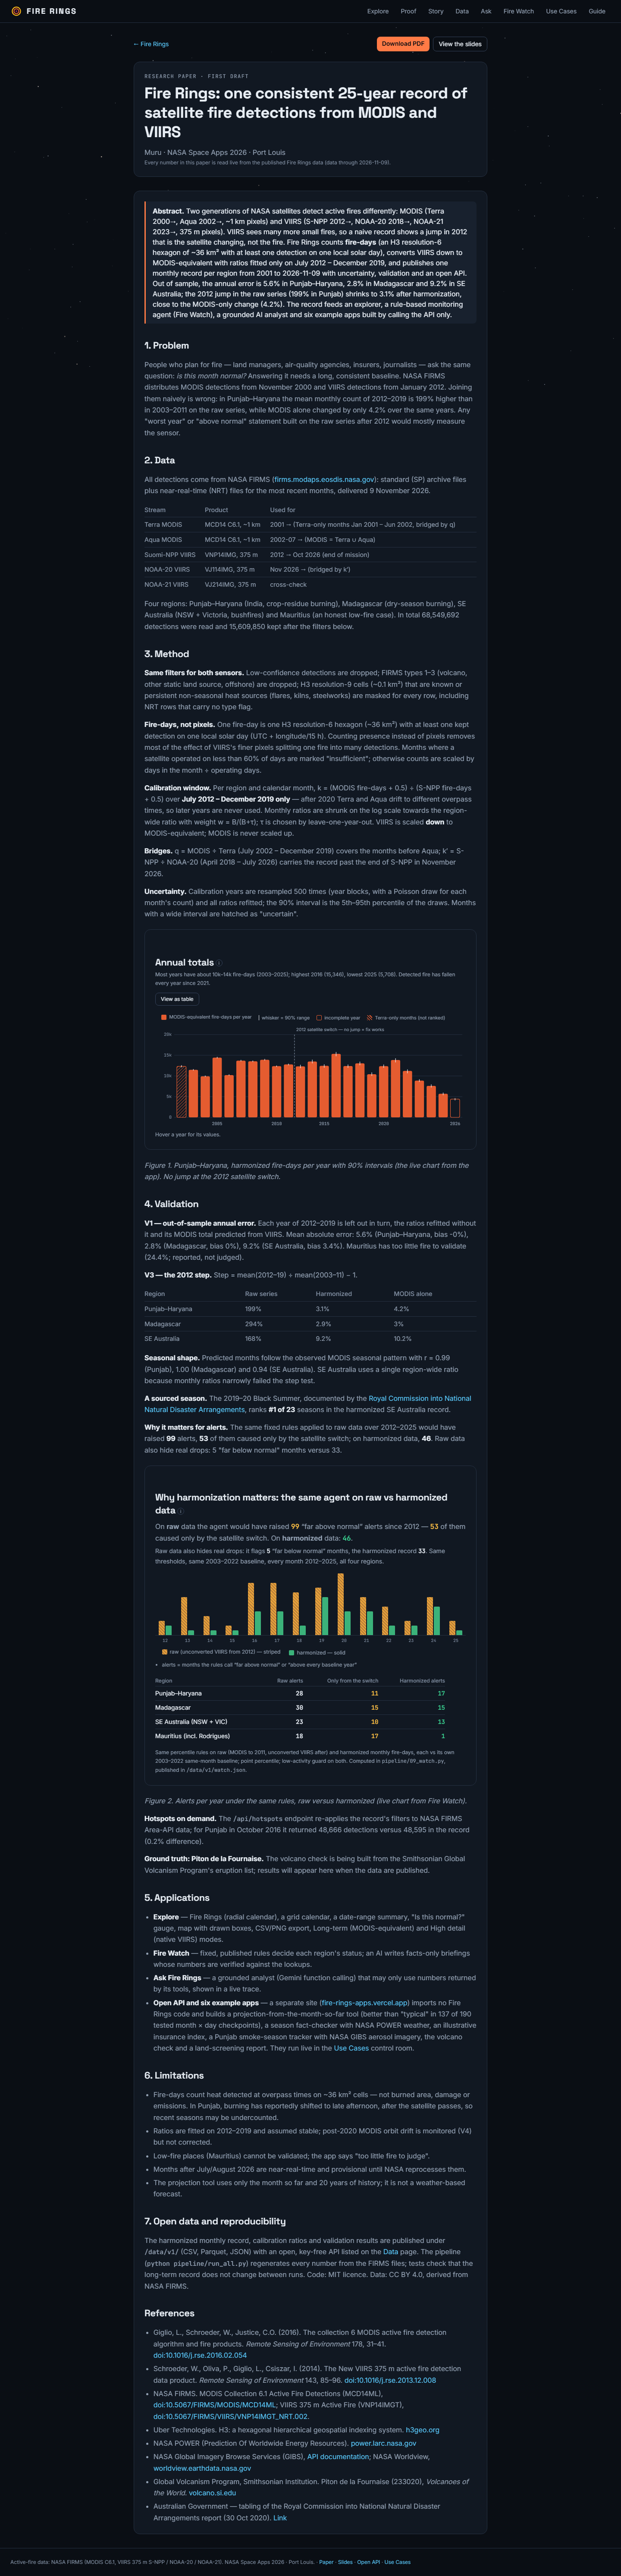 FIRE RINGS
Explore Proof Story Data Ask Fire Watch Use Cases Guide
← Fire Rings
Download PDF View the slides
RESEARCH PAPER · FIRST DRAFT
Fire Rings: one consistent 25-year record of
satellite fire detections from MODIS and
VIIRS
Muru · NASA Space Apps 2026 · Port Louis
Every number in this paper is read live from the published Fire Rings data (data through 2026-11-09).
Abstract. Two generations of NASA satellites detect active fires differently: MODIS (Terra
2000→, Aqua 2002→, ~1 km pixels) and VIIRS (S-NPP 2012→, NOAA-20 2018→, NOAA-21
2023→, 375 m pixels). VIIRS sees many more small fires, so a naive record shows a jump in 2012
that is the satellite changing, not the fire. Fire Rings counts fire-days (an H3 resolution-6
hexagon of ~36 km² with at least one detection on one local solar day), converts VIIRS down to
MODIS-equivalent with ratios fitted only on July 2012 – December 2019, and publishes one
monthly record per region from 2001 to 2026-11-09 with uncertainty, validation and an open API.
Out of sample, the annual error is 5.6% in Punjab–Haryana, 2.8% in Madagascar and 9.2% in SE
Australia; the 2012 jump in the raw series (199% in Punjab) shrinks to 3.1% after harmonization,
close to the MODIS-only change (4.2%). The record feeds an explorer, a rule-based monitoring
agent (Fire Watch), a grounded AI analyst and six example apps built by calling the API only.
1. Problem
People who plan for fire — land managers, air-quality agencies, insurers, journalists — ask the same
question: is this month normal? Answering it needs a long, consistent baseline. NASA FIRMS
distributes MODIS detections from November 2000 and VIIRS detections from January 2012. Joining
them naively is wrong: in Punjab–Haryana the mean monthly count of 2012–2019 is 199% higher than
in 2003–2011 on the raw series, while MODIS alone changed by only 4.2% over the same years. Any
"worst year" or "above normal" statement built on the raw series after 2012 would mostly measure
the sensor.
2. Data
All detections come from NASA FIRMS (firms.modaps.eosdis.nasa.gov): standard (SP) archive files
plus near-real-time (NRT) files for the most recent months, delivered 9 November 2026.
Stream Product Used for
Terra MODIS MCD14 C6.1, ~1 km 2001 → (Terra-only months Jan 2001 – Jun 2002, bridged by q)
Aqua MODIS MCD14 C6.1, ~1 km 2002-07 → (MODIS = Terra ∪ Aqua)
Suomi-NPP VIIRS VNP14IMG, 375 m 2012 → Oct 2026 (end of mission)
NOAA-20 VIIRS VJ114IMG, 375 m Nov 2026 → (bridged by k′)
NOAA-21 VIIRS VJ214IMG, 375 m cross-check
Four regions: Punjab–Haryana (India, crop-residue burning), Madagascar (dry-season burning), SE
Australia (NSW + Victoria, bushfires) and Mauritius (an honest low-fire case). In total 68,549,692
detections were read and 15,609,850 kept after the filters below.
3. Method
Same filters for both sensors. Low-confidence detections are dropped; FIRMS types 1–3 (volcano,
other static land source, offshore) are dropped; H3 resolution-9 cells (~0.1 km²) that are known or
persistent non-seasonal heat sources (flares, kilns, steelworks) are masked for every row, including
NRT rows that carry no type flag.
Fire-days, not pixels. One fire-day is one H3 resolution-6 hexagon (~36 km²) with at least one kept
detection on one local solar day (UTC + longitude/15 h). Counting presence instead of pixels removes
most of the effect of VIIRS's finer pixels splitting one fire into many detections. Months where a
satellite operated on less than 60% of days are marked "insufficient"; otherwise counts are scaled by
days in the month ÷ operating days.
Calibration window. Per region and calendar month, k = (MODIS fire-days + 0.5) ÷ (S-NPP fire-days
+ 0.5) over July 2012 – December 2019 only — after 2020 Terra and Aqua drift to different overpass
times, so later years are never used. Monthly ratios are shrunk on the log scale towards the region-
wide ratio with weight w = B/(B+τ); τ is chosen by leave-one-year-out. VIIRS is scaled down to
MODIS-equivalent; MODIS is never scaled up.
Bridges. q = MODIS ÷ Terra (July 2002 – December 2019) covers the months before Aqua; k′ = S-
NPP ÷ NOAA-20 (April 2018 – July 2026) carries the record past the end of S-NPP in November
2026.
Uncertainty. Calibration years are resampled 500 times (year blocks, with a Poisson draw for each
month's count) and all ratios refitted; the 90% interval is the 5th–95th percentile of the draws. Months
with a wide interval are hatched as "uncertain".
Annual totals
Most years have about 10k–14k fire-days (2003–2025); highest 2016 (15,346), lowest 2025 (5,708). Detected fire has fallen
every year since 2021.
View as table
MODIS-equivalent fire-days per year whisker = 90% range incomplete year Terra-only months (not ranked)
2012 satellite switch — no jump = fix works
20k
15k
10k
5k
0
2005 2010 2015 2020 2026
Hover a year for its values.
Figure 1. Punjab–Haryana, harmonized fire-days per year with 90% intervals (the live chart from the
app). No jump at the 2012 satellite switch.
4. Validation
V1 — out-of-sample annual error. Each year of 2012–2019 is left out in turn, the ratios refitted without
it and its MODIS total predicted from VIIRS. Mean absolute error: 5.6% (Punjab–Haryana, bias -0%),
2.8% (Madagascar, bias 0%), 9.2% (SE Australia, bias 3.4%). Mauritius has too little fire to validate
(24.4%; reported, not judged).
V3 — the 2012 step. Step = mean(2012–19) ÷ mean(2003–11) − 1.
Region Raw series Harmonized MODIS alone
Punjab–Haryana 199% 3.1% 4.2%
Madagascar 294% 2.9% 3%
SE Australia 168% 9.2% 10.2%
Seasonal shape. Predicted months follow the observed MODIS seasonal pattern with r = 0.99
(Punjab), 1.00 (Madagascar) and 0.94 (SE Australia). SE Australia uses a single region-wide ratio
because monthly ratios narrowly failed the step test.
A sourced season. The 2019–20 Black Summer, documented by the Royal Commission into National
Natural Disaster Arrangements, ranks #1 of 23 seasons in the harmonized SE Australia record.
Why it matters for alerts. The same fixed rules applied to raw data over 2012–2025 would have
raised 99 alerts, 53 of them caused only by the satellite switch; on harmonized data, 46. Raw data
also hide real drops: 5 "far below normal" months versus 33.
Why harmonization matters: the same agent on raw vs harmonized
data
On raw data the agent would have raised 99 "far above normal" alerts since 2012 — 53 of them
caused only by the satellite switch. On harmonized data: 46.
Raw data also hides real drops: it flags 5 "far below normal" months, the harmonized record 33. Same
thresholds, same 2003–2022 baseline, every month 2012–2025, all four regions.
12 13 14 15 16 17 18 19 20 21 22 23 24 25
raw (unconverted VIIRS from 2012) — striped harmonized — solid
• alerts = months the rules call "far above normal" or "above every baseline year"
Region Raw alerts Only from the switch Harmonized alerts
Punjab–Haryana 28 11 17
Madagascar 30 15 15
SE Australia (NSW + VIC) 23 10 13
Mauritius (incl. Rodrigues) 18 17 1
Same percentile rules on raw (MODIS to 2011, unconverted VIIRS after) and harmonized monthly fire-days, each vs its own
2003–2022 same-month baseline; point percentile; low-activity guard on both. Computed in pipeline/09_watch.py,
published in /data/v1/watch.json.
Figure 2. Alerts per year under the same rules, raw versus harmonized (live chart from Fire Watch).
Hotspots on demand. The /api/hotspots endpoint re-applies the record's filters to NASA FIRMS
Area-API data; for Punjab in October 2016 it returned 48,666 detections versus 48,595 in the record
(0.2% difference).
Ground truth: Piton de la Fournaise. The volcano check is being built from the Smithsonian Global
Volcanism Program's eruption list; results will appear here when the data are published.
5. Applications
• Explore — Fire Rings (radial calendar), a grid calendar, a date-range summary, "Is this normal?"
gauge, map with drawn boxes, CSV/PNG export, Long-term (MODIS-equivalent) and High detail
(native VIIRS) modes.
• Fire Watch — fixed, published rules decide each region's status; an AI writes facts-only briefings
whose numbers are verified against the lookups.
• Ask Fire Rings — a grounded analyst (Gemini function calling) that may only use numbers returned
by its tools, shown in a live trace.
• Open API and six example apps — a separate site (fire-rings-apps.vercel.app) imports no Fire
Rings code and builds a projection-from-the-month-so-far tool (better than "typical" in 137 of 190
tested month × day checkpoints), a season fact-checker with NASA POWER weather, an illustrative
insurance index, a Punjab smoke-season tracker with NASA GIBS aerosol imagery, the volcano
check and a land-screening report. They run live in the Use Cases control room.
6. Limitations
• Fire-days count heat detected at overpass times on ~36 km² cells — not burned area, damage or
emissions. In Punjab, burning has reportedly shifted to late afternoon, after the satellite passes, so
recent seasons may be undercounted.
• Ratios are fitted on 2012–2019 and assumed stable; post-2020 MODIS orbit drift is monitored (V4)
but not corrected.
• Low-fire places (Mauritius) cannot be validated; the app says "too little fire to judge".
• Months after July/August 2026 are near-real-time and provisional until NASA reprocesses them.
• The projection tool uses only the month so far and 20 years of history; it is not a weather-based
forecast.
7. Open data and reproducibility
The harmonized monthly record, calibration ratios and validation results are published under
/data/v1/ (CSV, Parquet, JSON) with an open, key-free API listed on the Data page. The pipeline
(python pipeline/run_all.py) regenerates every number from the FIRMS files; tests check that the
long-term record does not change between runs. Code: MIT licence. Data: CC BY 4.0, derived from
NASA FIRMS.
References
• Giglio, L., Schroeder, W., Justice, C.O. (2016). The collection 6 MODIS active fire detection
algorithm and fire products. Remote Sensing of Environment 178, 31–41.
doi:10.1016/j.rse.2016.02.054
• Schroeder, W., Oliva, P., Giglio, L., Csiszar, I. (2014). The New VIIRS 375 m active fire detection
data product. Remote Sensing of Environment 143, 85–96. doi:10.1016/j.rse.2013.12.008
• NASA FIRMS. MODIS Collection 6.1 Active Fire Detections (MCD14ML),
doi:10.5067/FIRMS/MODIS/MCD14ML; VIIRS 375 m Active Fire (VNP14IMGT),
doi:10.5067/FIRMS/VIIRS/VNP14IMGT_NRT.002.
• Uber Technologies. H3: a hexagonal hierarchical geospatial indexing system. h3geo.org
• NASA POWER (Prediction Of Worldwide Energy Resources). power.larc.nasa.gov
• NASA Global Imagery Browse Services (GIBS), API documentation; NASA Worldview,
worldview.earthdata.nasa.gov
• Global Volcanism Program, Smithsonian Institution. Piton de la Fournaise (233020), Volcanoes of
the World. volcano.si.edu
• Australian Government — tabling of the Royal Commission into National Natural Disaster
Arrangements report (30 Oct 2020). Link
Active-fire data: NASA FIRMS (MODIS C6.1, VIIRS 375 m S-NPP / NOAA-20 / NOAA-21). NASA Space Apps 2026 · Port Louis. · Paper · Slides · Open API · Use Cases